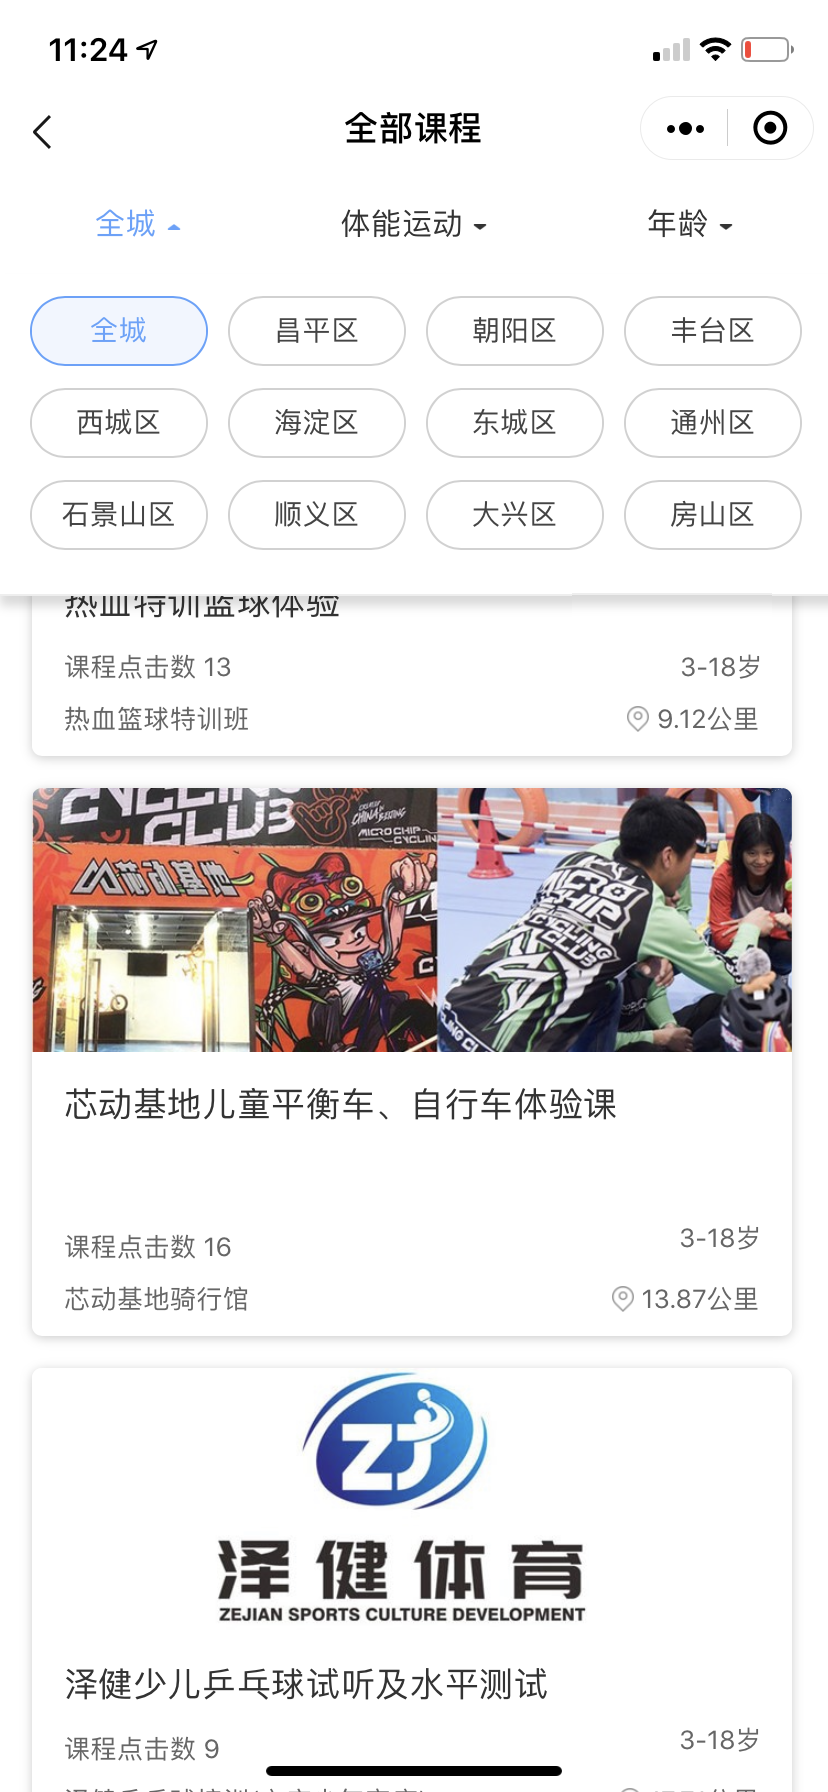 11:24
全部课程
全城 体能运动 年龄
全城 昌平区 朝阳区 丰台区
西城区 海淀区 东城区 通州区
石景山区 顺义区 大兴区 房山区
热血特训篮球体验
课程点击数 13 3-18岁
热血篮球特训班 9.12公里
CYCLING
CLUB
CHINA BEIJING
MICRO CHIP
CYCLING
芯动基地
MICRO
CHIP
CYCLING
CLUB
芯动基地儿童平衡车、自行车体验课
课程点击数 16 3-18岁
芯动基地骑行馆 13.87公里
ZJ
泽健体育
ZEJIAN SPORTS CULTURE DEVELOPMENT
泽健少儿乒乓球试听及水平测试
课程点击数 9 3-18岁